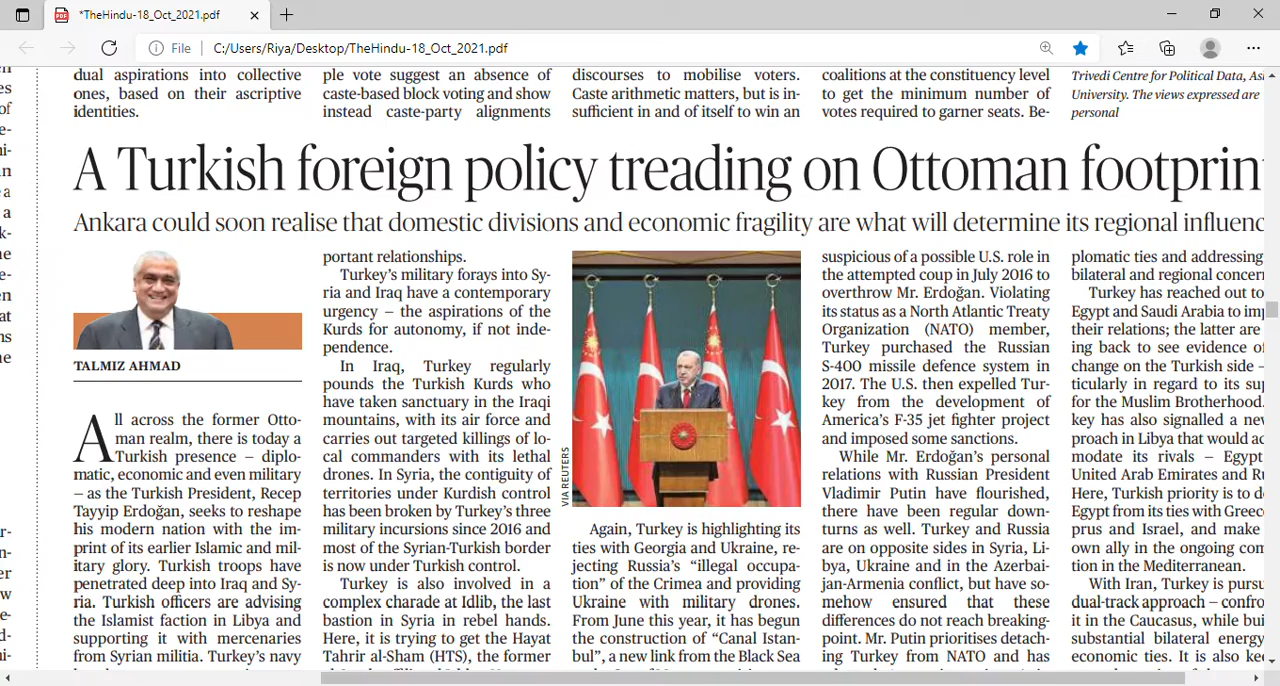 *TheHindu-18_Oct_2021.pdf
File
C:/Users/Riya/Desktop/TheHindu-18_Oct_2021.pdf
dual aspirations into collective
ones, based on their ascriptive
identities.
ple vote suggest an absence of
caste-based block voting and show
instead caste-party alignments
discourses to mobilise voters.
Caste arithmetic matters, but is in-
sufficient in and of itself to win an
coalitions at the constituency level
to get the minimum number of
votes required to garner seats. Be-
Trivedi Centre for Political Data, As
University. The views expressed are
personal
A Turkish foreign policy treading on Ottoman footprin
Ankara could soon realise that domestic divisions and economic fragility are what will determine its regional influenc
TALMIZ AHMAD
All across the former Otto-
man realm, there is today a
Turkish presence – diplo-
matic, economic and even military
– as the Turkish President, Recep
Tayyip Erdoğan, seeks to reshape
his modern nation with the im-
print of its earlier Islamic and mil-
itary glory. Turkish troops have
penetrated deep into Iraq and Sy-
ria. Turkish officers are advising
the Islamist faction in Libya and
supporting it with mercenaries
from Syrian militia. Turkey's navy
portant relationships.
Turkey's military forays into Sy-
ria and Iraq have a contemporary
urgency – the aspirations of the
Kurds for autonomy, if not inde-
pendence.
In Iraq, Turkey regularly
pounds the Turkish Kurds who
have taken sanctuary in the Iraqi
mountains, with its air force and
carries out targeted killings of lo-
cal commanders with its lethal
drones. In Syria, the contiguity of
territories under Kurdish control
has been broken by Turkey's three
military incursions since 2016 and
most of the Syrian-Turkish border
is now under Turkish control.
Turkey is also involved in a
complex charade at Idlib, the last
bastion in Syria in rebel hands.
Here, it is trying to get the Hayat
Tahrir al-Sham (HTS), the former
VIA REUTERS
Again, Turkey is highlighting its
ties with Georgia and Ukraine, re-
jecting Russia's "illegal occupa-
tion" of the Crimea and providing
Ukraine with military drones.
From June this year, it has begun
the construction of "Canal Istan-
bul", a new link from the Black Sea
suspicious of a possible U.S. role in
the attempted coup in July 2016 to
overthrow Mr. Erdoğan. Violating
its status as a North Atlantic Treaty
Organization (NATO) member,
Turkey purchased the Russian
S-400 missile defence system in
2017. The U.S. then expelled Tur-
key from the development of
America's F-35 jet fighter project
and imposed some sanctions.
While Mr. Erdoğan's personal
relations with Russian President
Vladimir Putin have flourished,
there have been regular down-
turns as well. Turkey and Russia
are on opposite sides in Syria, Li-
bya, Ukraine and in the Azerbai-
jan-Armenia conflict, but have so-
mehow ensured that these
differences do not reach breaking-
point. Mr. Putin prioritises detach-
ing Turkey from NATO and has
plomatic ties and addressing
bilateral and regional concern
Turkey has reached out to
Egypt and Saudi Arabia to imp
their relations; the latter are
ing back to see evidence of
change on the Turkish side –
ticularly in regard to its sup
for the Muslim Brotherhood.
key has also signalled a new
proach in Libya that would ac
modate its rivals – Egypt
United Arab Emirates and Ru
Here, Turkish priority is to d
Egypt from its ties with Greec
prus and Israel, and make
own ally in the ongoing com
tion in the Mediterranean.
With Iran, Turkey is pursu
dual-track approach – confro
it in the Caucasus, while buil
substantial bilateral energy
economic ties. It is also kee